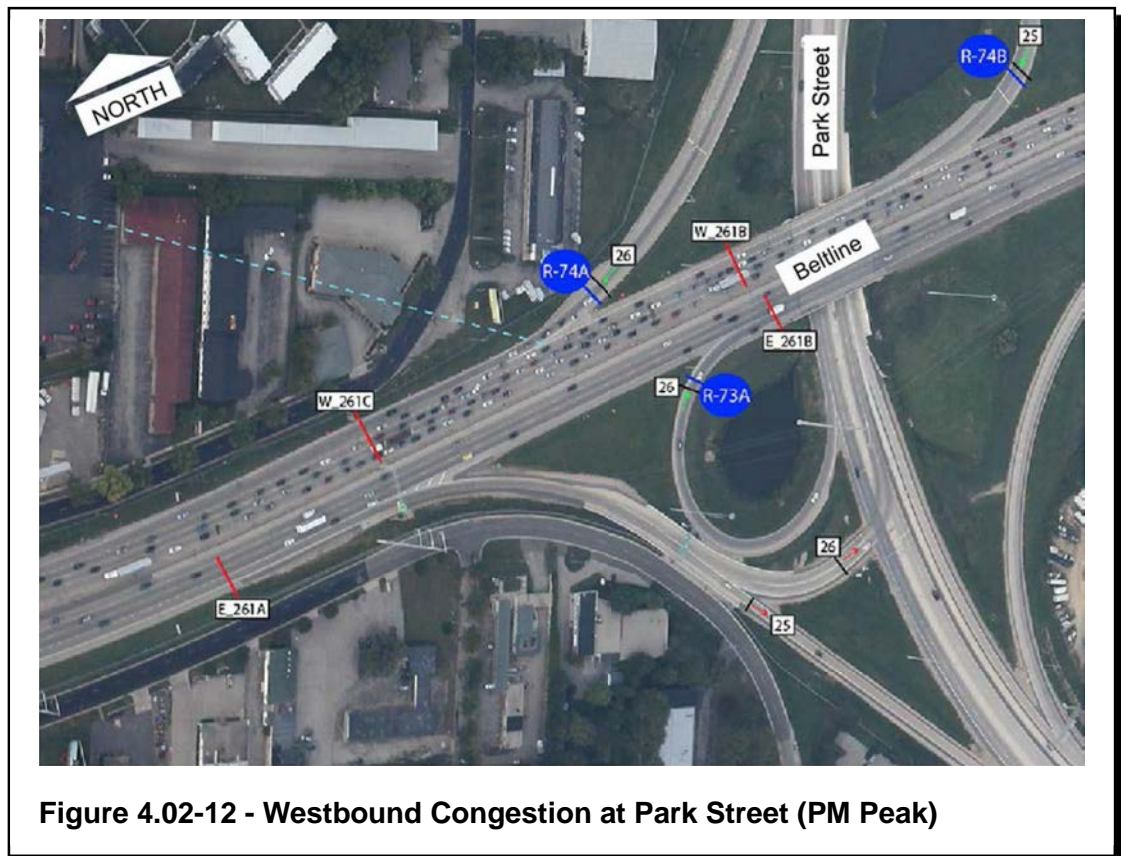 25
R-74B
NORTH
Park Street
W_261B
26
R-74A
Beltline
E_261B
26
R-73A
W_261C
26
E_261A
25
Figure 4.02-12 - Westbound Congestion at Park Street (PM Peak)